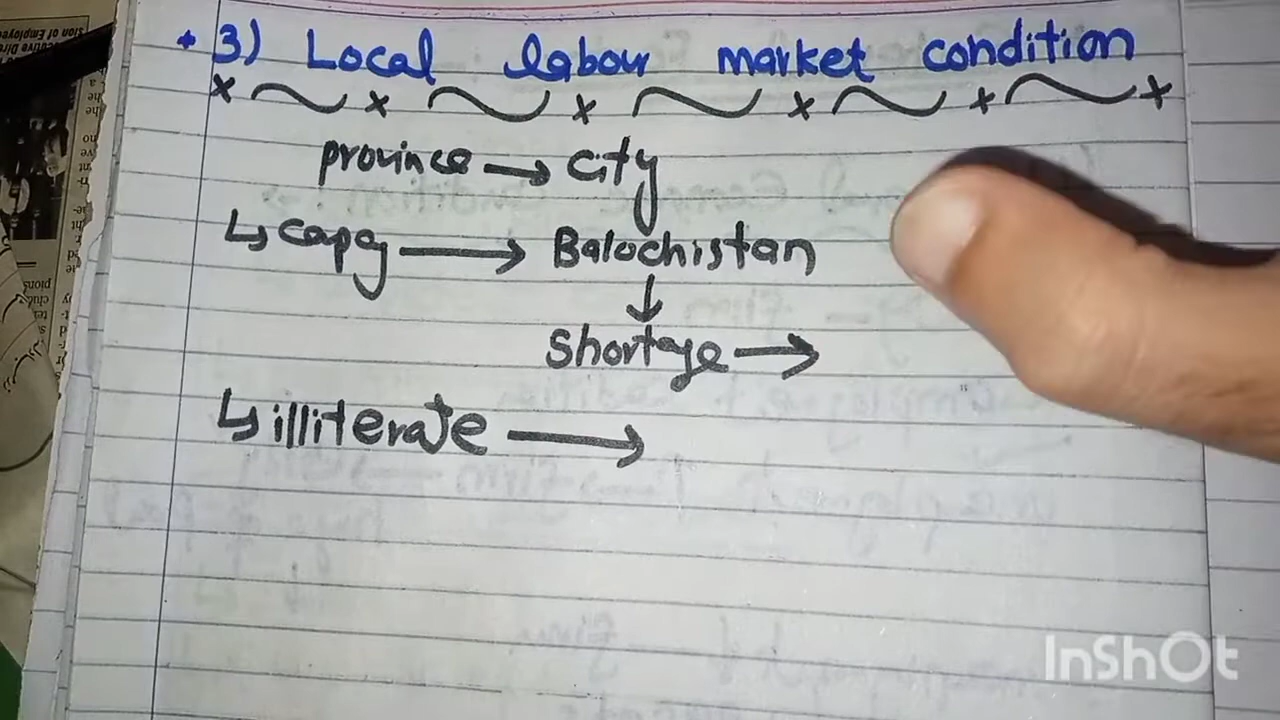 3) Local labour market condition
province → city
↳ Capg → Balochistan
↓
Shortage →
↳ illiterate →
InShOt